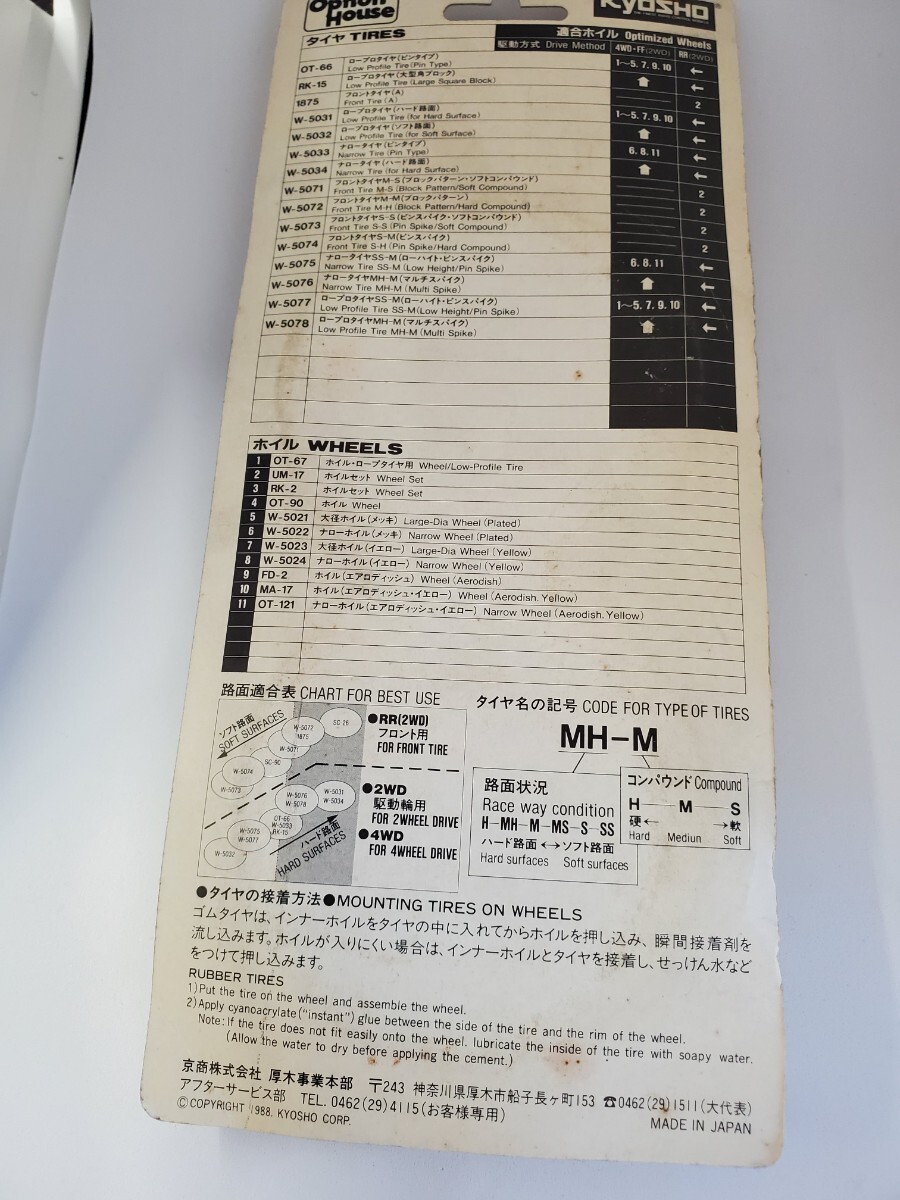 Option House
KYOSHO
タイヤ TIRES
適合ホイル Optimized Wheels
駆動方式 Drive Method 4WD・FF(2WD) RR(2WD)
OT-66 ロープロタイヤ(ピンタイプ) 1〜5. 7. 9. 10 ←
Low Profile Tire (Pin Type)
RK-15 ロープロタイヤ(大型角ブロック) ⇧ ←
Low Profile Tire (Large Square Block)
1875 フロントタイヤ(A) 2
Front Tire (A)
W-5031 ロープロタイヤ(ハード路面) 1〜5. 7. 9. 10 ←
Low Profile Tire (for Hard Surface)
W-5032 ロープロタイヤ(ソフト路面) ⇧ ←
Low Profile Tire (for Soft Surface)
W-5033 ナロータイヤ(ピンタイプ) 6. 8. 11 ←
Narrow Tire (Pin Type)
W-5034 ナロータイヤ(ハード路面) ⇧ ←
Narrow Tire (for Hard Surface)
W-5071 フロントタイヤM-S(ブロックパターン・ソフトコンパウンド) 2
Front Tire M-S (Block Pattern/Soft Compound)
W-5072 フロントタイヤM-M(ブロックパターン) 2
Front Tire M-H (Block Pattern/Hard Compound)
W-5073 フロントタイヤS-S(ピンスパイク・ソフトコンパウンド) 2
Front Tire S-S (Pin Spike/Soft Compound)
W-5074 フロントタイヤS-M(ピンスパイク) 2
Front Tire S-H (Pin Spike/Hard Compound)
W-5075 ナロータイヤSS-M(ローハイト・ピンスパイク) 6. 8. 11 ←
Narrow Tire SS-M (Low Height/Pin Spike)
W-5076 ナロータイヤMH-M(マルチスパイク) ⇧ ←
Narrow Tire MH-M (Multi Spike)
W-5077 ロープロタイヤSS-M(ローハイト・ピンスパイク) 1〜5. 7. 9. 10 ←
Low Profile Tire SS-M(Low Height/Pin Spike)
W-5078 ロープロタイヤMH-M(マルチスパイク) ⇧ ←
Low Profile Tire MH-M (Multi Spike)
ホイル WHEELS
1 OT-67 ホイル・ロープタイヤ用 Wheel/Low-Profile Tire
2 UM-17 ホイルセット Wheel Set
3 RK-2 ホイルセット Wheel Set
4 OT-90 ホイル Wheel
5 W-5021 大径ホイル(メッキ) Large-Dia Wheel (Plated)
6 W-5022 ナローホイル(メッキ) Narrow Wheel (Plated)
7 W-5023 大径ホイル(イエロー) Large-Dia Wheel (Yellow)
8 W-5024 ナローホイル(イエロー) Narrow Wheel (Yellow)
9 FD-2 ホイル(エアロディッシュ) Wheel (Aerodish)
10 MA-17 ホイル(エアロディッシュ・イエロー) Wheel (Aerodish. Yellow)
11 OT-121 ナローホイル(エアロディッシュ・イエロー) Narrow Wheel (Aerodish. Yellow)
路面適合表 CHART FOR BEST USE
ソフト路面
SOFT SURFACES
SC-26
W-5072
1875
W-5071
SC-90
W-5074
W-5073
●RR(2WD)
フロント用
FOR FRONT TIRE
W-5031
W-5034
W-5076
W-5078
OT-66
W-5033
RK-15
W-5075
W-5077
W-5032
ハード路面
HARD SURFACES
●2WD
駆動輪用
FOR 2WHEEL DRIVE
●4WD
FOR 4WHEEL DRIVE
タイヤ名の記号 CODE FOR TYPE OF TIRES
MH-M
路面状況
Race way condition
H-MH-M-MS-S-SS
ハード路面 ↔ ソフト路面
Hard surfaces Soft surfaces
コンパウンド Compound
H — M — S
硬← →軟
Hard Mediun Soft
●タイヤの接着方法●MOUNTING TIRES ON WHEELS
ゴムタイヤは、インナーホイルをタイヤの中に入れてからホイルを押し込み、瞬間接着剤を
流し込みます。ホイルが入りにくい場合は、インナーホイルとタイヤを接着し、せっけん水など
をつけて押し込みます。
RUBBER TIRES
1)Put the tire on the wheel and assemble the wheel.
2)Apply cyanoacrylate("instant") glue between the side of the tire and the rim of the wheel.
Note: If the tire does not fit easily onto the wheel. lubricate the inside of the tire with soapy water.
(Allow the water to dry before applying the cement.)
京商株式会社 厚木事業本部 〒243 神奈川県厚木市船子長ヶ町153 ☎0462(29)1511(大代表)
アフターサービス部 TEL. 0462(29)4115(お客様専用)
©COPYRIGHT 1988. KYOSHO CORP. MADE IN JAPAN